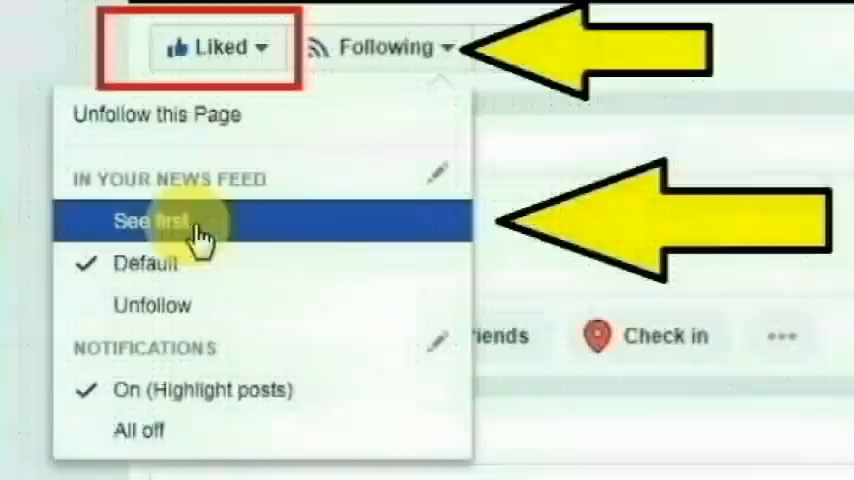 Liked Following
Unfollow this Page
IN YOUR NEWS FEED
See first
Default
Unfollow
NOTIFICATIONS
riends Check in
On (Highlight posts)
All off